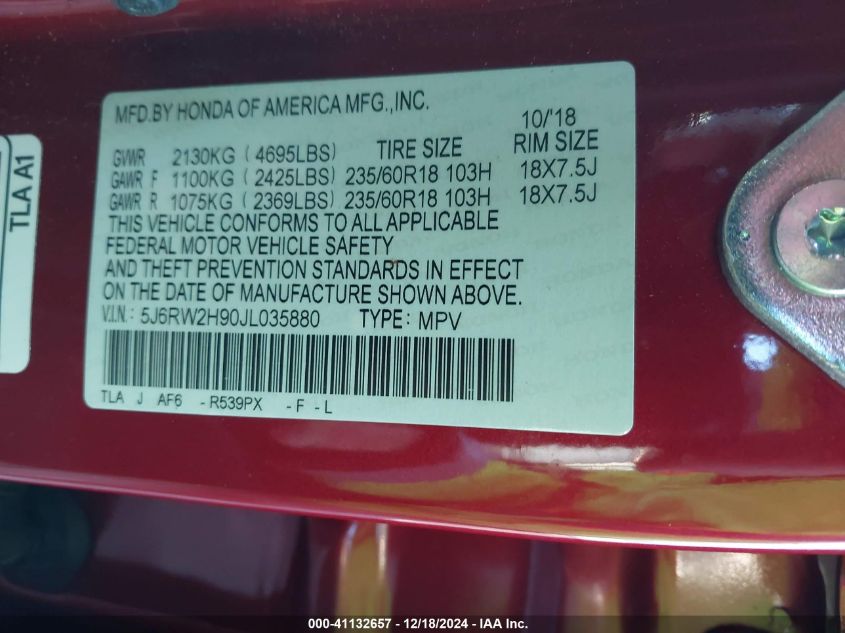 MFD.BY HONDA OF AMERICA MFG.,INC.
10/'18
GVWR 2130KG (4695LBS) TIRE SIZE RIM SIZE
GAWR F 1100KG (2425LBS) 235/60R18 103H 18X7.5J
GAWR R 1075KG (2369LBS) 235/60R18 103H 18X7.5J
THIS VEHICLE CONFORMS TO ALL APPLICABLE
FEDERAL MOTOR VEHICLE SAFETY
AND THEFT PREVENTION STANDARDS IN EFFECT
ON THE DATE OF MANUFACTURE SHOWN ABOVE.
V.I.N.: 5J6RW2H90JL035880 TYPE: MPV
TLA J AF6 -R539PX -F -L
TLA A1
000-41132657 - 12/18/2024 - IAA Inc.